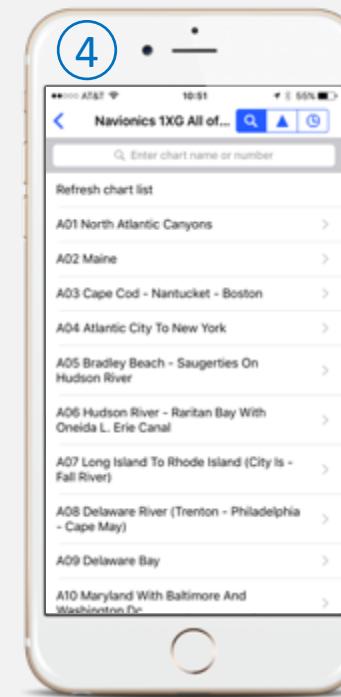 4
AT&T 10:51 55%
Navionics 1XG All of...
Enter chart name or number
Refresh chart list
A01 North Atlantic Canyons
A02 Maine
A03 Cape Cod - Nantucket - Boston
A04 Atlantic City To New York
A05 Bradley Beach - Saugerties On
Hudson River
A06 Hudson River - Raritan Bay With
Oneida L. Erie Canal
A07 Long Island To Rhode Island (City Is -
Fall River)
A08 Delaware River (Trenton - Philadelphia
- Cape May)
A09 Delaware Bay
A10 Maryland With Baltimore And
Washington Dc